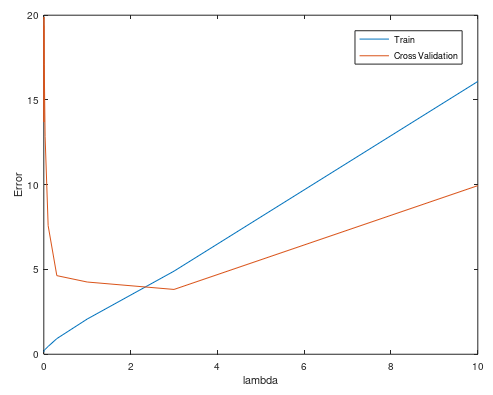 20
15
10
5
0
Error
Train
Cross Validation
0 2 4 6 8 10
lambda